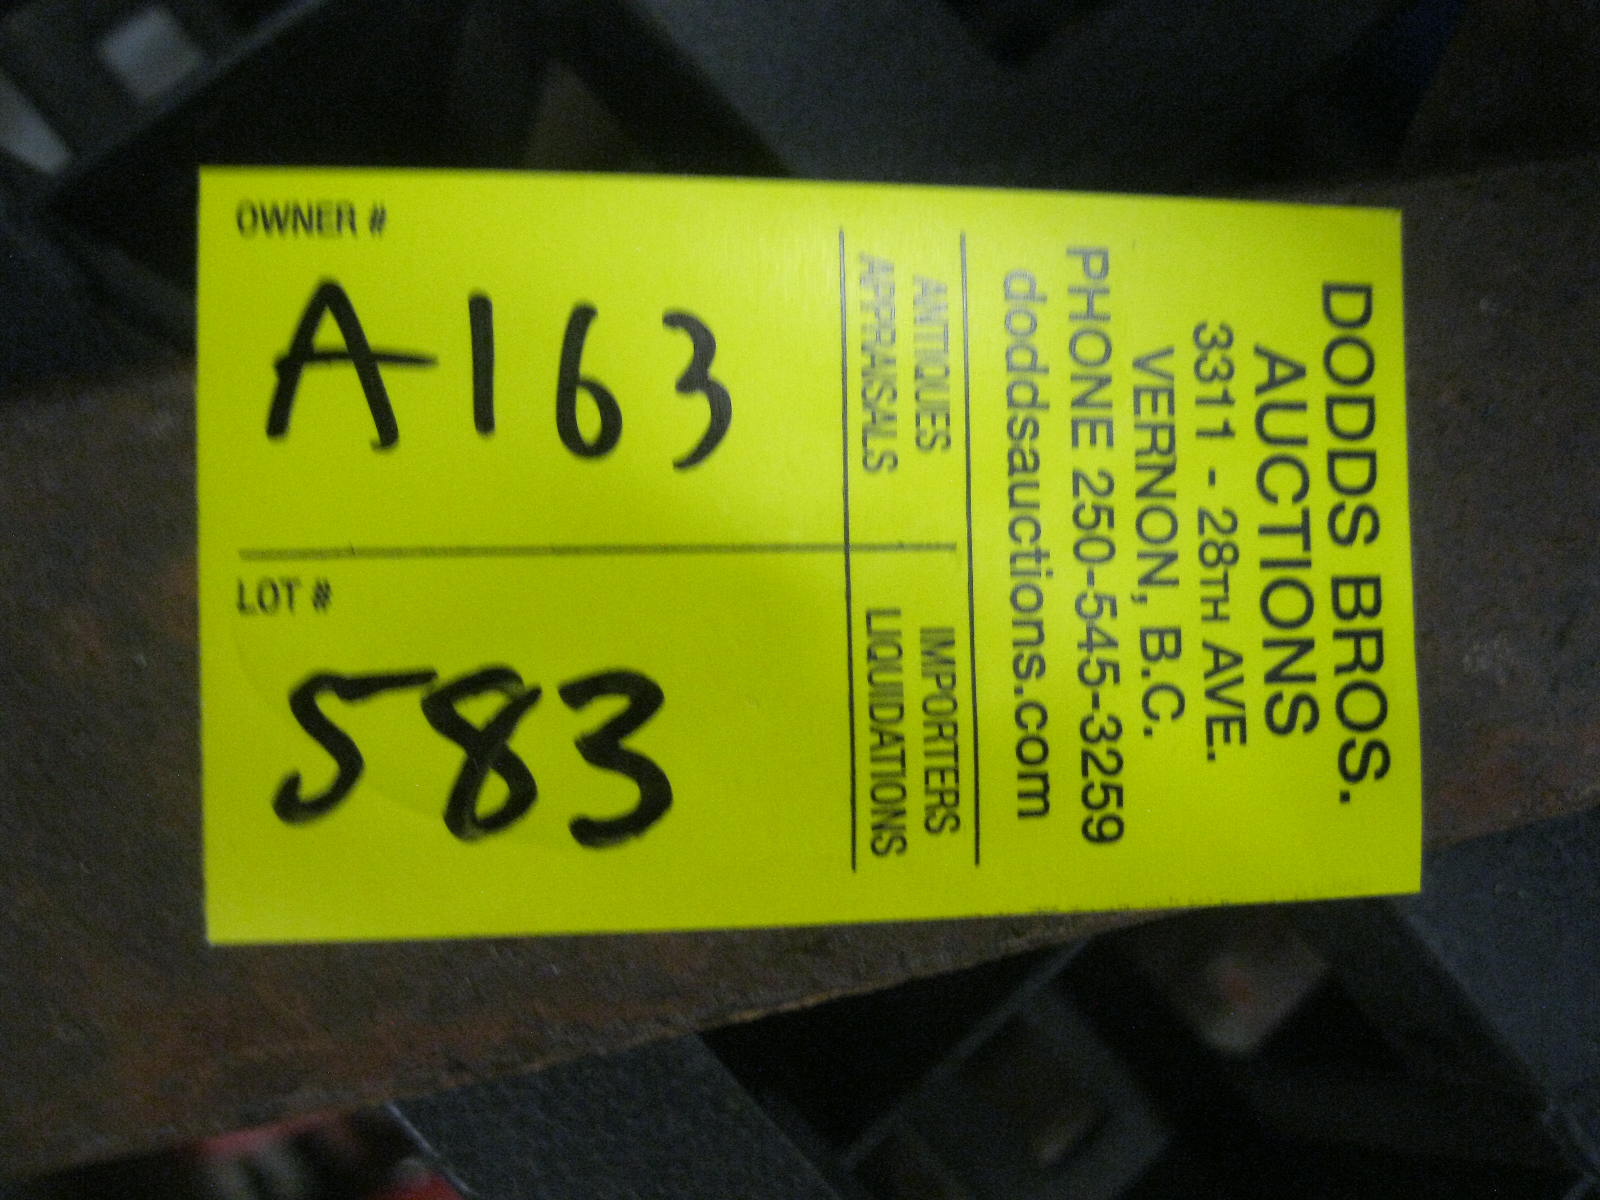 DODDS BROS.
AUCTIONS
3311 - 28TH AVE.
VERNON, B.C.
PHONE 250-545-3259
doddsauctions.com
ANTIQUES
APPRAISALS
IMPORTERS
LIQUIDATIONS
OWNER #
A163
LOT #
583